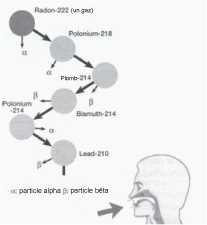 Radon-222 (un gaz)
Polonium-218
α
α
Plomb-214
β
Polonium
-214
Bismuth-214
β
α
Lead-210
β
α: particle alpha β: particle bêta